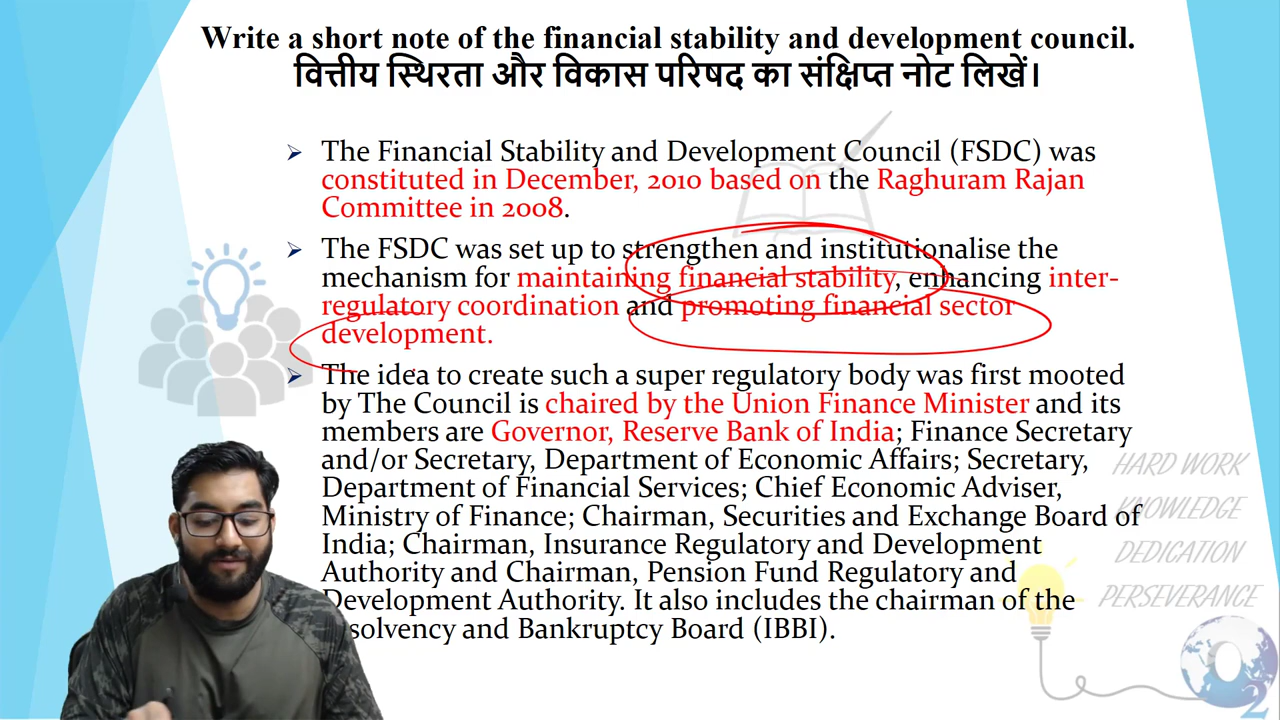 Write a short note of the financial stability and development council.
वित्तीय स्थिरता और विकास परिषद का संक्षिप्त नोट लिखें।
The Financial Stability and Development Council (FSDC) was
constituted in December, 2010 based on the Raghuram Rajan
Committee in 2008.
The FSDC was set up to strengthen and institutionalise the
mechanism for maintaining financial stability, enhancing inter-
regulatory coordination and promoting financial sector
development.
The idea to create such a super regulatory body was first mooted
by The Council is chaired by the Union Finance Minister and its
members are Governor, Reserve Bank of India; Finance Secretary
and/or Secretary, Department of Economic Affairs; Secretary,
Department of Financial Services; Chief Economic Adviser,
Ministry of Finance; Chairman, Securities and Exchange Board of
India; Chairman, Insurance Regulatory and Development
Authority and Chairman, Pension Fund Regulatory and
Development Authority. It also includes the chairman of the
solvency and Bankruptcy Board (IBBI).
HARD WORK
KNOWLEDGE
DEDICATION
PERSEVERANCE
O2